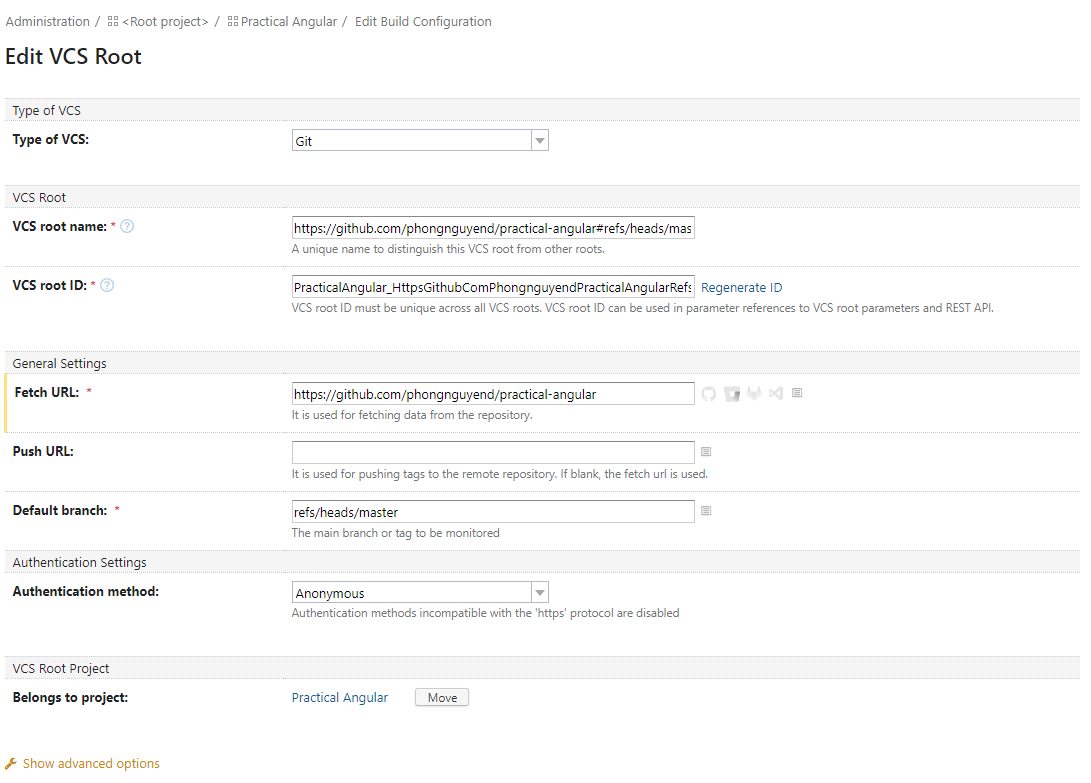 Administration / <Root project> / Practical Angular / Edit Build Configuration
Edit VCS Root
Type of VCS
Type of VCS:
Git
VCS Root
VCS root name: * ?
https://github.com/phongnguyend/practical-angular#refs/heads/mas
A unique name to distinguish this VCS root from other roots.
VCS root ID: * ?
PracticalAngular_HttpsGithubComPhongnguyendPracticalAngularRefs Regenerate ID
VCS root ID must be unique across all VCS roots. VCS root ID can be used in parameter references to VCS root parameters and REST API.
General Settings
Fetch URL: *
https://github.com/phongnguyend/practical-angular
It is used for fetching data from the repository.
Push URL:
It is used for pushing tags to the remote repository. If blank, the fetch url is used.
Default branch: *
refs/heads/master
The main branch or tag to be monitored
Authentication Settings
Authentication method:
Anonymous
Authentication methods incompatible with the 'https' protocol are disabled
VCS Root Project
Belongs to project:
Practical Angular Move
Show advanced options